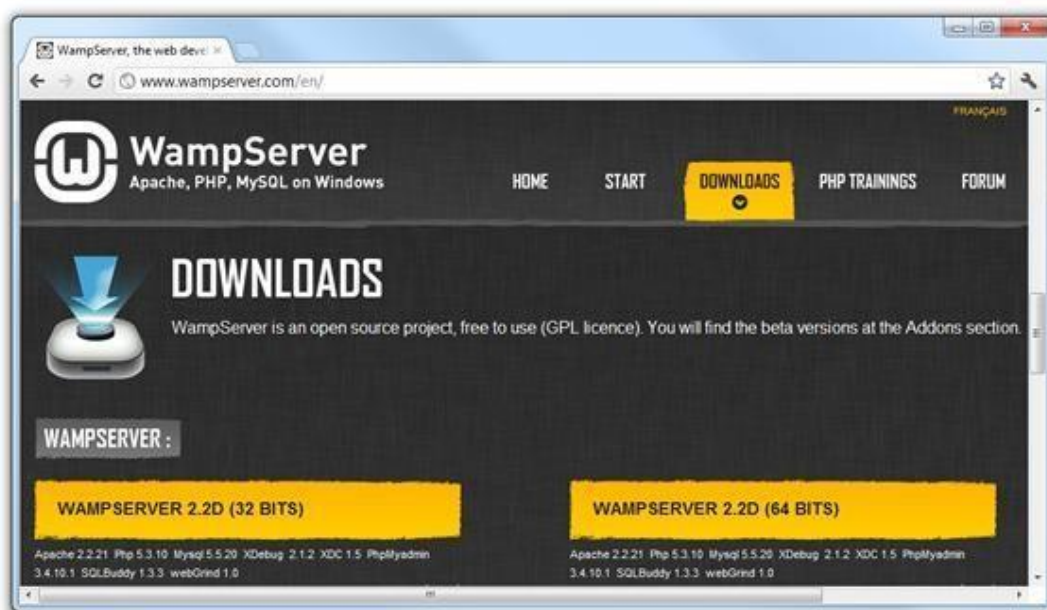 WampServer, the web devel
www.wampserver.com/en/
FRANÇAIS
WampServer
Apache, PHP, MySQL on Windows
HOME START DOWNLOADS PHP TRAININGS FORUM
DOWNLOADS
WampServer is an open source project, free to use (GPL licence). You will find the beta versions at the Addons section.
WAMPSERVER :
WAMPSERVER 2.2D (32 BITS) WAMPSERVER 2.2D (64 BITS)
Apache 2.2.21 Php 5.3.10 Mysql 5.5.20 XDebug 2.1.2 XDC 1.5 PhpMyadmin Apache 2.2.21 Php 5.3.10 Mysql 5.5.20 XDebug 2.1.2 XDC 1.5 PhpMyadmin
3.4.10.1 SQLBuddy 1.3.3 webGrind 1.0 3.4.10.1 SQLBuddy 1.3.3 webGrind 1.0